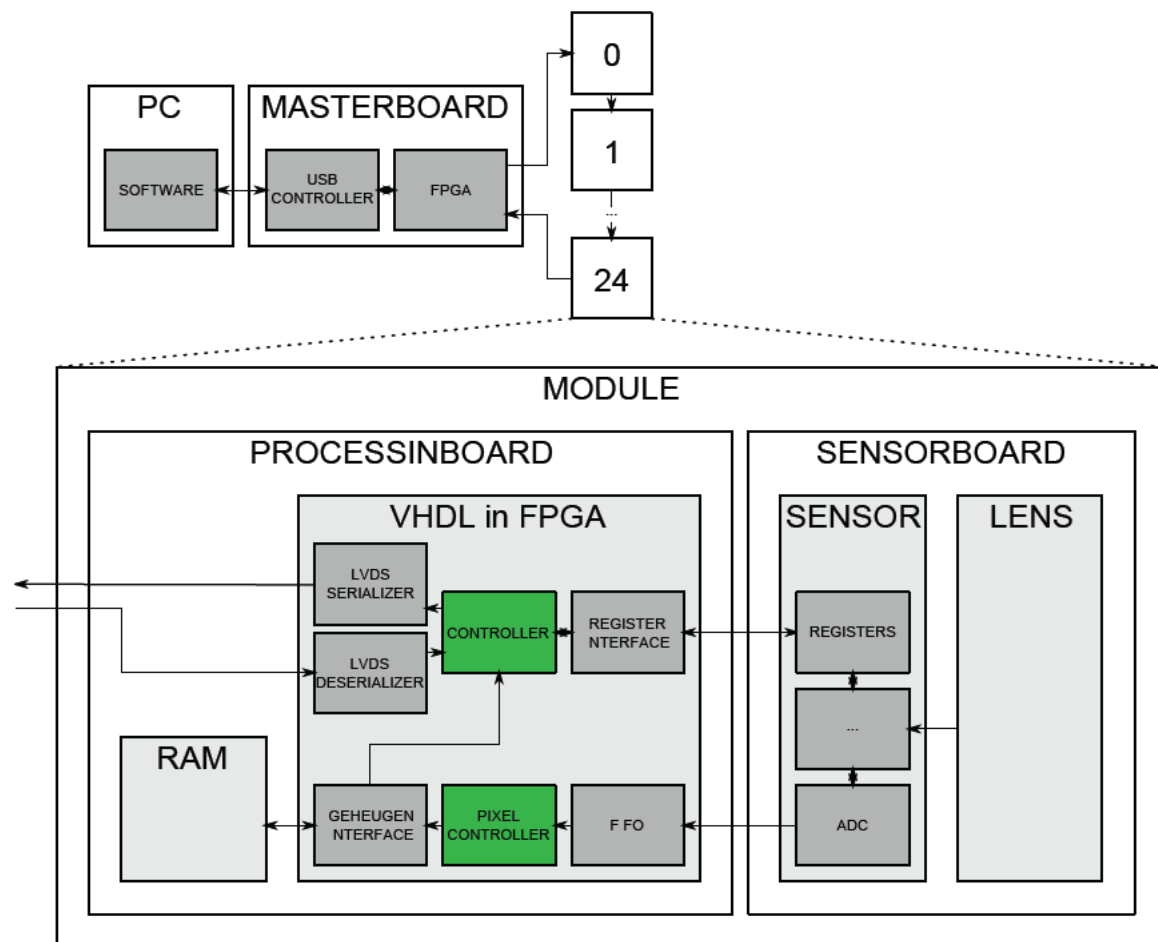 0
PC
MASTERBOARD
1
SOFTWARE
USB
CONTROLLER
FPGA
...
24
MODULE
PROCESSINBOARD
SENSORBOARD
VHDL in FPGA
SENSOR
LENS
LVDS
SERIALIZER
CONTROLLER
REGISTER
NTERFACE
REGISTERS
LVDS
DESERIALIZER
...
RAM
GEHEUGEN
NTERFACE
PIXEL
CONTROLLER
F FO
ADC